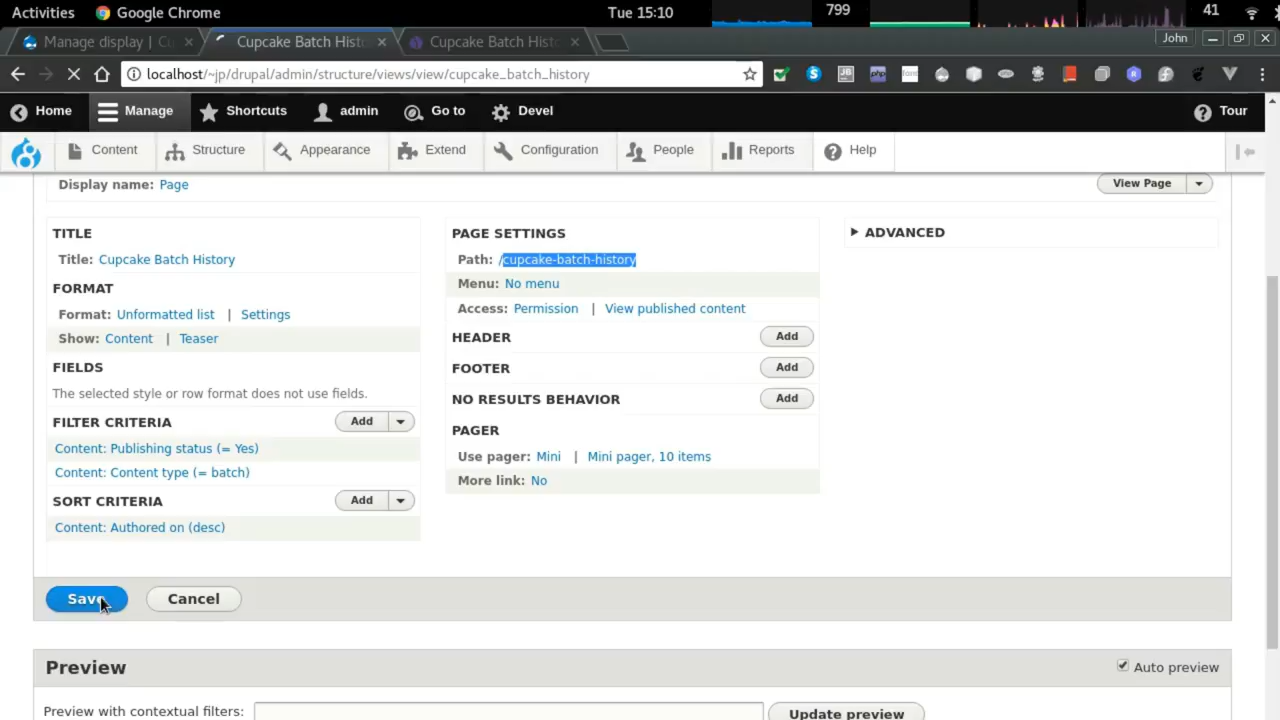 Activities Google Chrome Tue 15:10 799 41
Manage display | Cu Cupcake Batch Hist Cupcake Batch Hist John
localhost/~jp/drupal/admin/structure/views/view/cupcake_batch_history
Home Manage Shortcuts admin Go to Devel Tour
Content Structure Appearance Extend Configuration People Reports Help
Display name: Page View Page
TITLE
Title: Cupcake Batch History
FORMAT
Format: Unformatted list | Settings
Show: Content | Teaser
FIELDS
The selected style or row format does not use fields.
FILTER CRITERIA Add
Content: Publishing status (= Yes)
Content: Content type (= batch)
SORT CRITERIA Add
Content: Authored on (desc)
PAGE SETTINGS
Path: /cupcake-batch-history
Menu: No menu
Access: Permission | View published content
HEADER Add
FOOTER Add
NO RESULTS BEHAVIOR Add
PAGER
Use pager: Mini | Mini pager, 10 items
More link: No
ADVANCED
Save Cancel
Preview Auto preview
Preview with contextual filters: Update preview